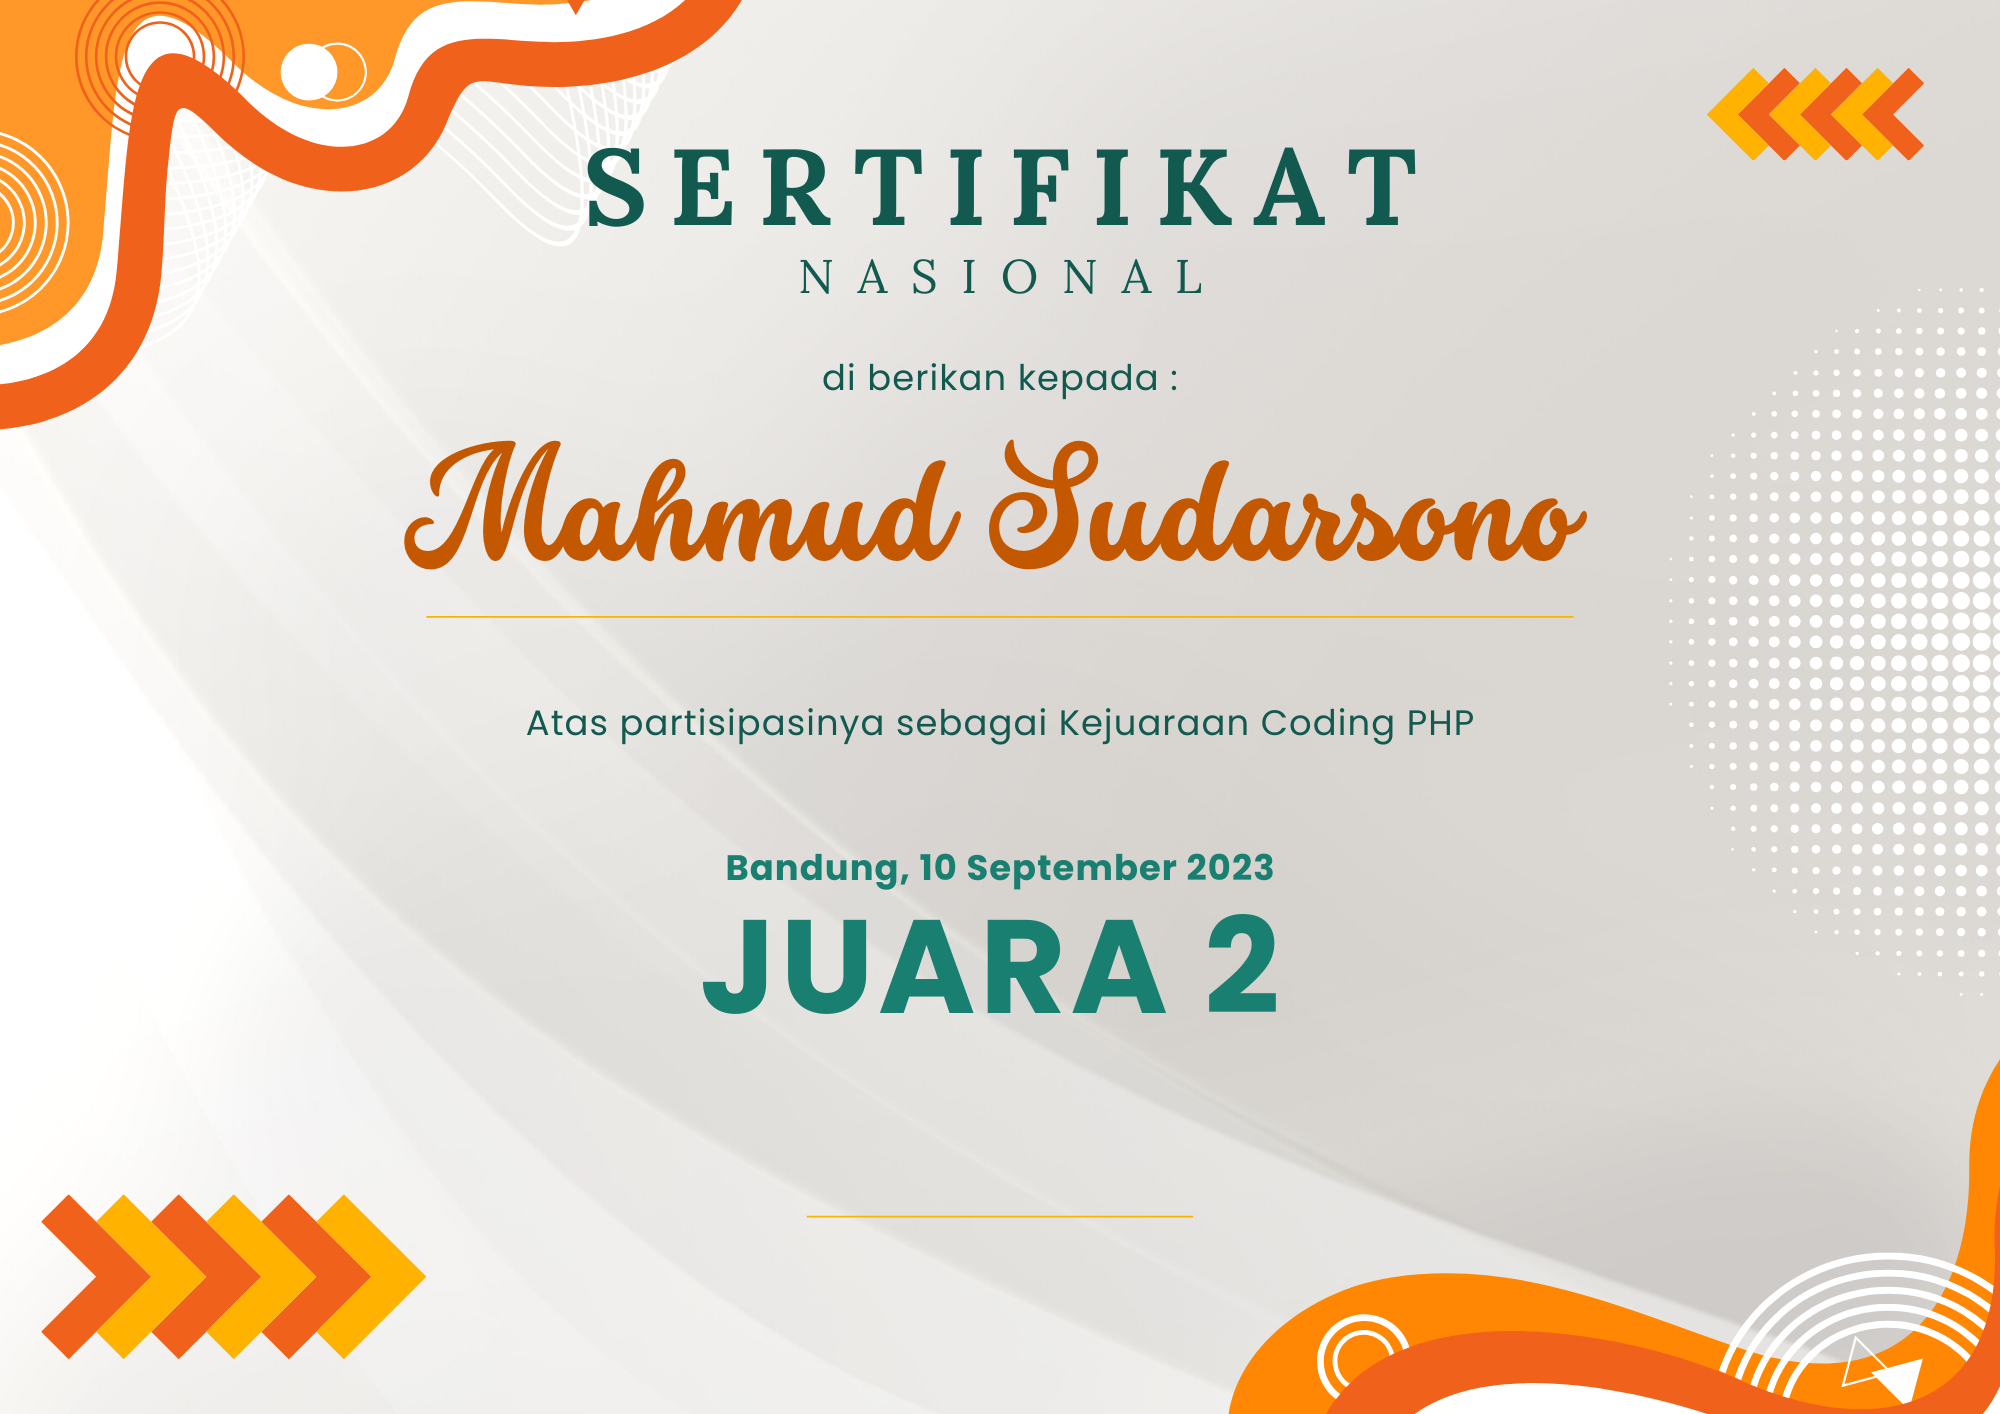 SERTIFIKAT
NASIONAL
di berikan kepada :
Mahmud Sudarsono
Atas partisipasinya sebagai Kejuaraan Coding PHP
Bandung, 10 September 2023
JUARA 2